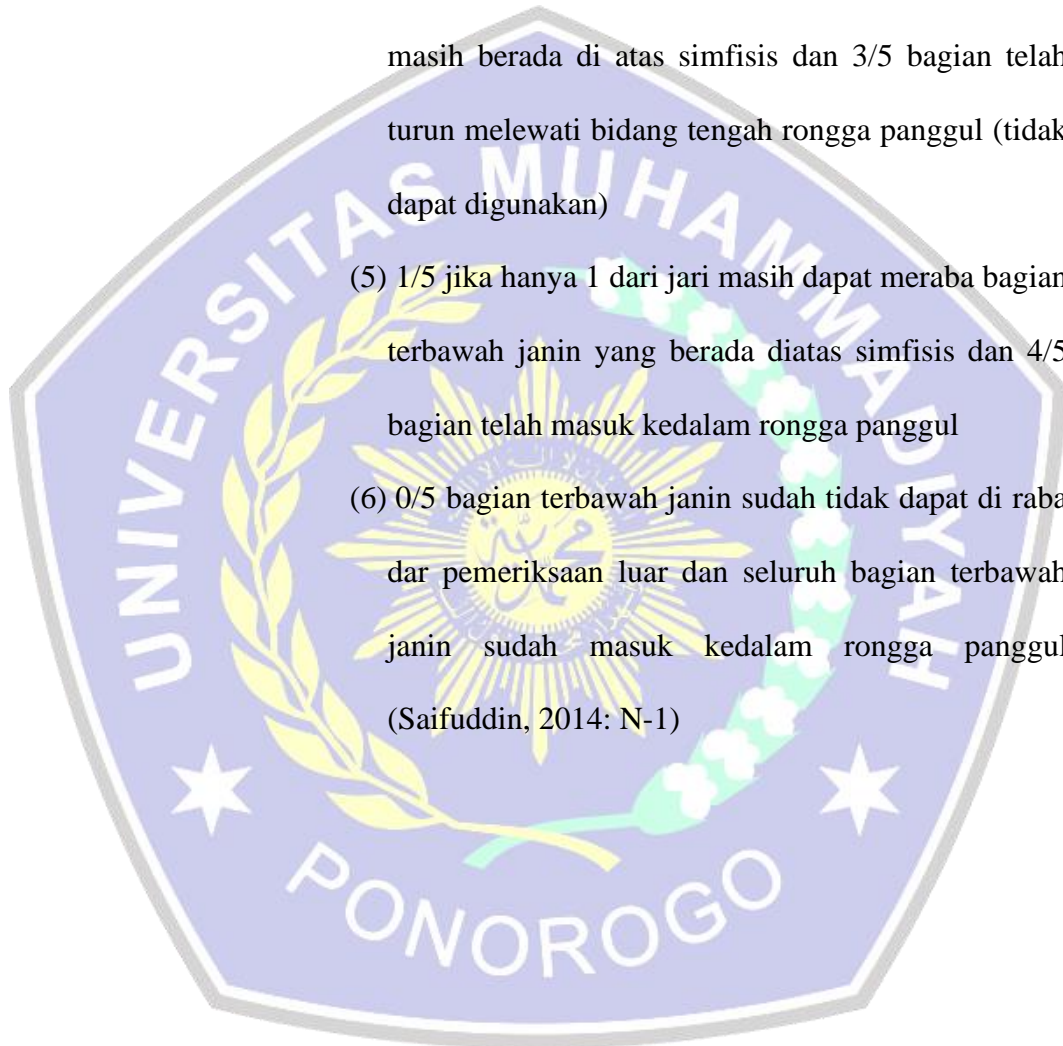 masih berada di atas simfisis dan 3/5 bagian telah
turun melewati bidang tengah rongga panggul (tidak
dapat digunakan)
(5) 1/5 jika hanya 1 dari jari masih dapat meraba bagian
terbawah janin yang berada diatas simfisis dan 4/5
bagian telah masuk kedalam rongga panggul
(6) 0/5 bagian terbawah janin sudah tidak dapat di raba
dar pemeriksaan luar dan seluruh bagian terbawah
janin sudah masuk kedalam rongga panggul
(Saifuddin, 2014: N-1)
UNIVERSITAS MUHAMMADIYAH
PONOROGO